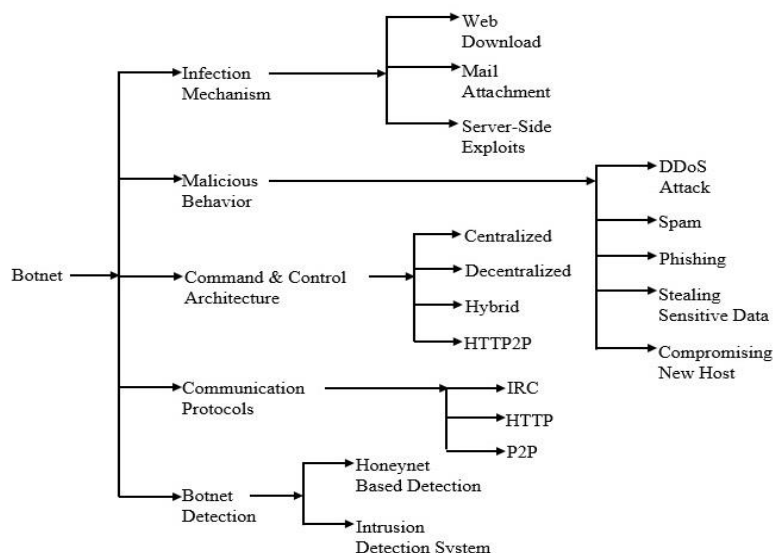 Botnet
Infection
Mechanism
Web
Download
Mail
Attachment
Server-Side
Exploits
Malicious
Behavior
DDoS
Attack
Spam
Phishing
Stealing
Sensitive Data
Compromising
New Host
Command & Control
Architecture
Centralized
Decentralized
Hybrid
HTTP2P
Communication
Protocols
IRC
HTTP
P2P
Botnet
Detection
Honeynet
Based Detection
Intrusion
Detection System